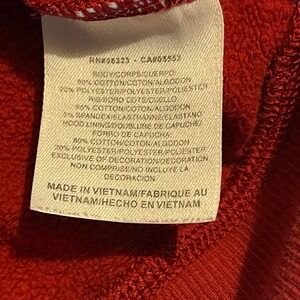 RN#56323 - CA#05553
BODY/CORPS/CUERPO
80% COTTON/COTON/ALGODON
20% POLYESTER/POLYESTER/POLIESTER
RIB/BORD COTE/CUELLO
95% COTTON/COTON/ALGODON
5% SPANDEX/ELASTHANNE/ELASTANO
HOOD LINING/DOUBLURE DE CAPUCHE/
FORRO DE CAPUCHA
80% COTTON/COTON/ALGODON
20% POLYESTER/POLYESTER/POLIESTER
EXCLUSIVE OF DECORATION/DECORATION
NON COMPRISE/NO INCLUYE LA
DECORACIÓN
MADE IN VIETNAM/FABRIQUE AU
VIETNAM/HECHO EN VIETNAM